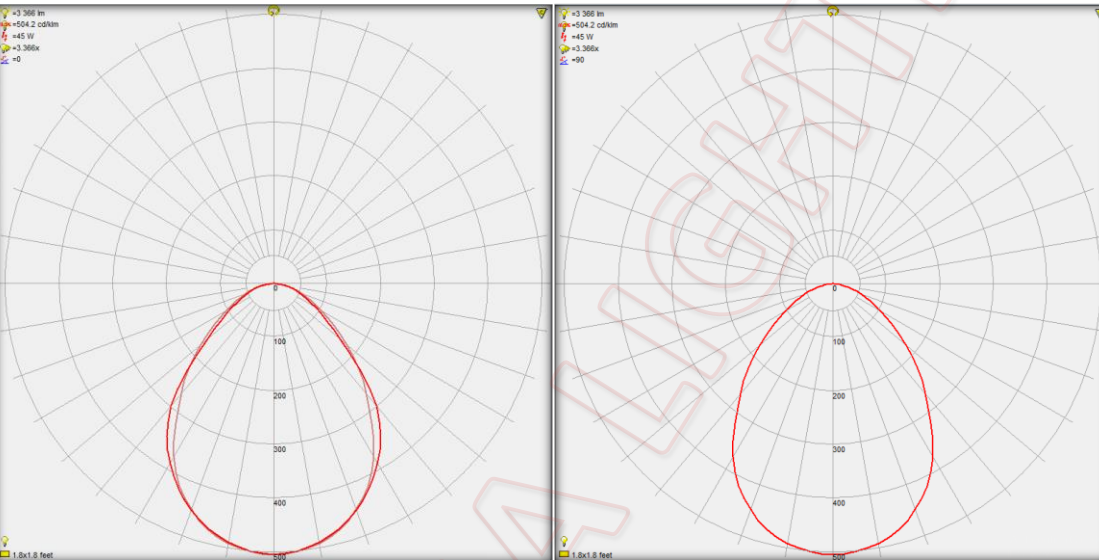 =3 366 lm
=504.2 cd/klm
=45 W
=3.366x
=0
0
100
200
300
400
500
1.8x1.8 feet
=3 366 lm
=504.2 cd/klm
=45 W
=3.366x
=90
0
100
200
300
400
500
1.8x1.8 feet
A LIGHT